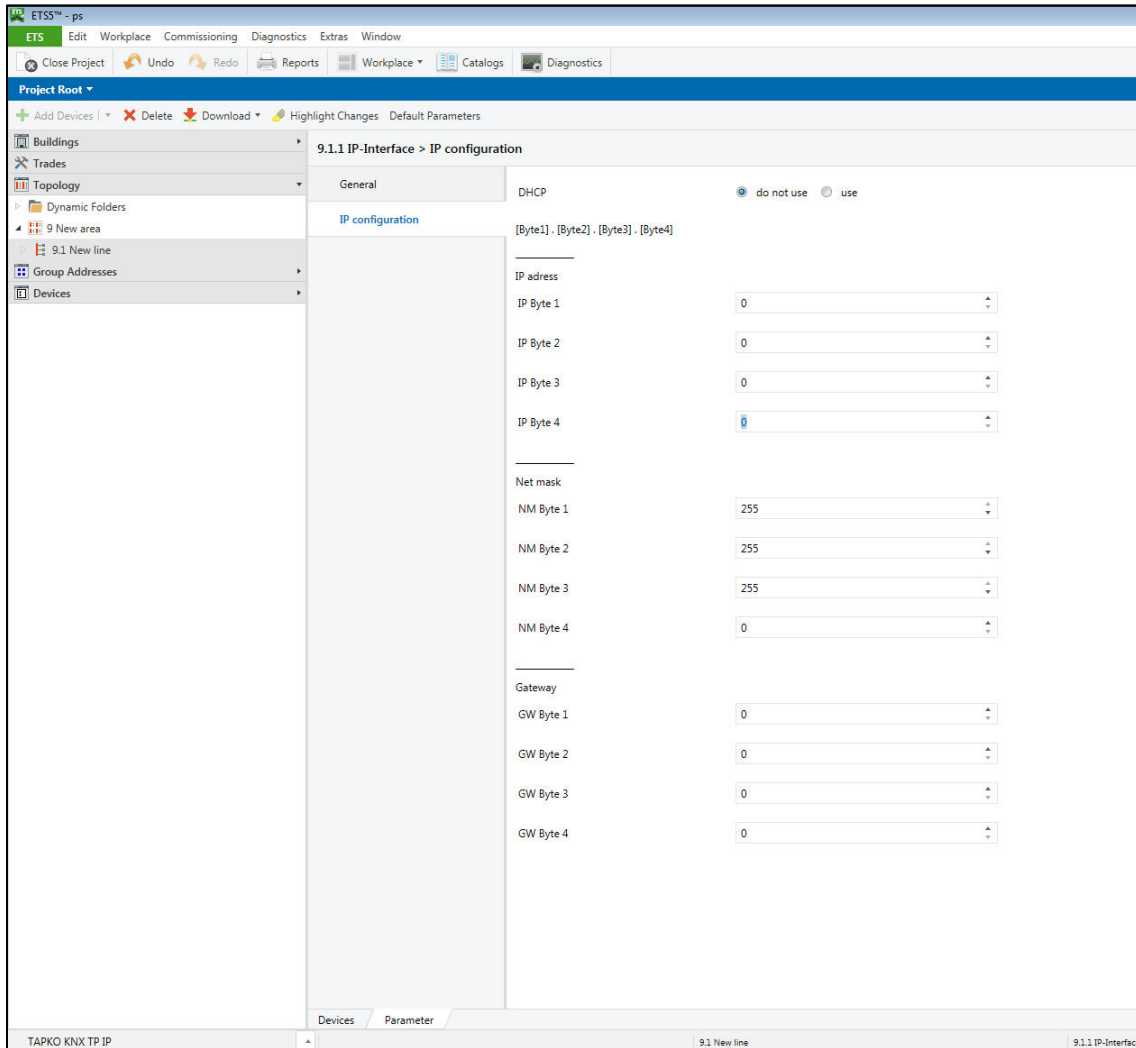 ETS5™ - ps
ETS Edit Workplace Commissioning Diagnostics Extras Window
Close Project Undo Redo Reports Workplace Catalogs Diagnostics
Project Root
Add Devices Delete Download Highlight Changes Default Parameters
Buildings
Trades
Topology
Dynamic Folders
9 New area
9.1 New line
Group Addresses
Devices
9.1.1 IP-Interface > IP configuration
General
IP configuration
DHCP do not use use
[Byte1] . [Byte2] . [Byte3] . [Byte4]
IP adress
IP Byte 1 0
IP Byte 2 0
IP Byte 3 0
IP Byte 4 0
Net mask
NM Byte 1 255
NM Byte 2 255
NM Byte 3 255
NM Byte 4 0
Gateway
GW Byte 1 0
GW Byte 2 0
GW Byte 3 0
GW Byte 4 0
Devices Parameter
TAPKO KNX TP IP 9.1 New line 9.1.1 IP-Interfac